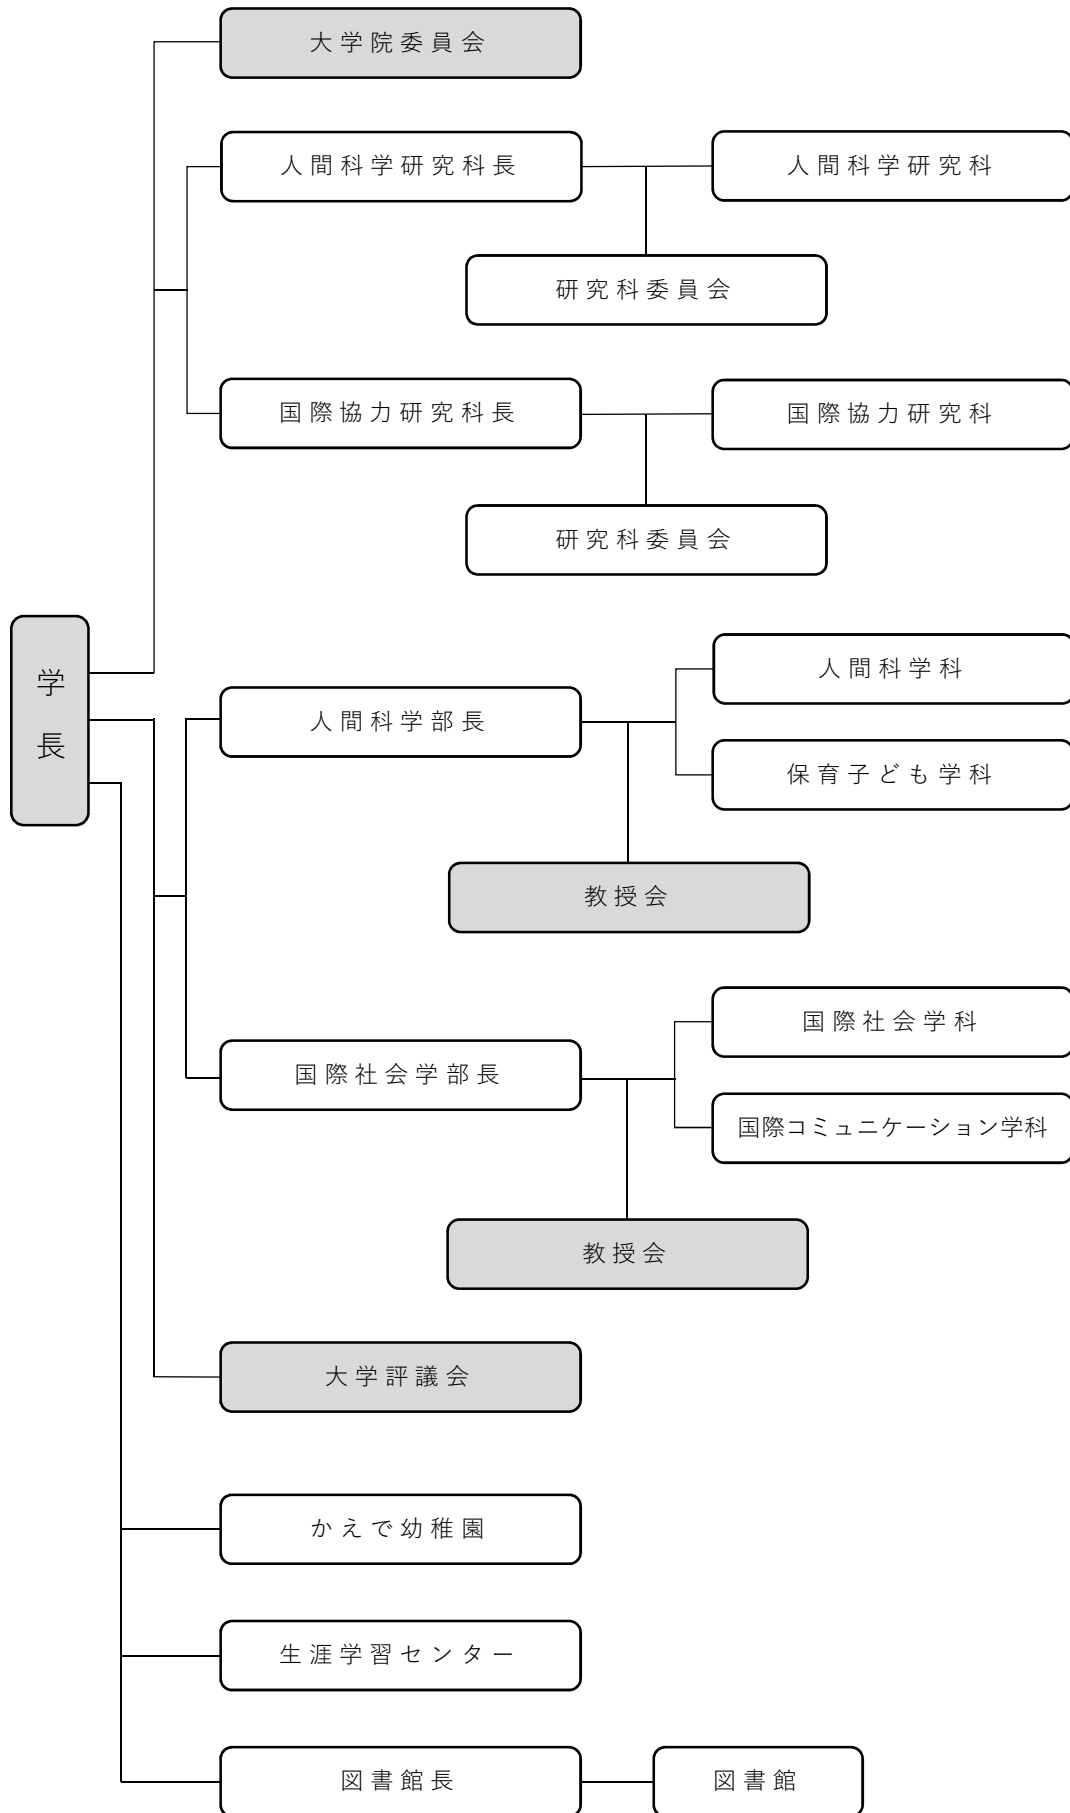 大学院委員会
人間科学研究科長
人間科学研究科
研究科委員会
国際協力研究科長
国際協力研究科
研究科委員会
学長
人間科学部長
人間科学科
保育子ども学科
教授会
国際社会学部長
国際社会学科
国際コミュニケーション学科
教授会
大学評議会
かえで幼稚園
生涯学習センター
図書館長
図書館